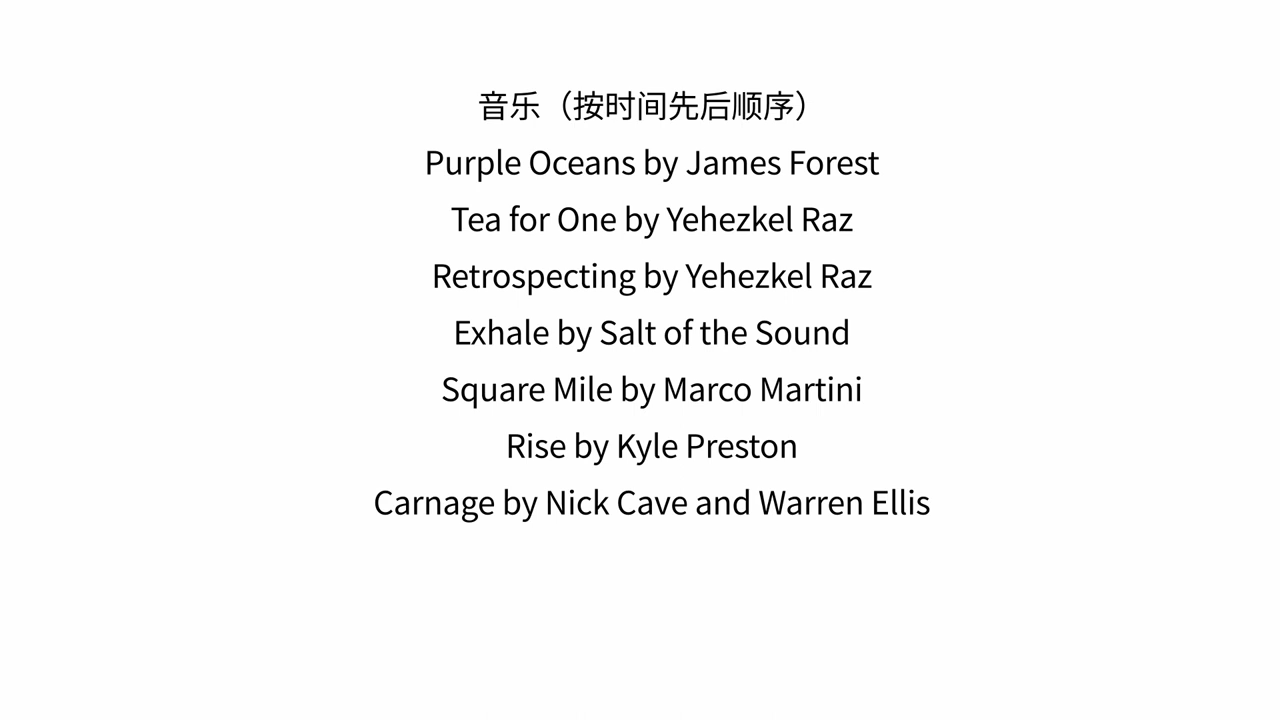 音乐（按时间先后顺序）
Purple Oceans by James Forest
Tea for One by Yehezkel Raz
Retrospecting by Yehezkel Raz
Exhale by Salt of the Sound
Square Mile by Marco Martini
Rise by Kyle Preston
Carnage by Nick Cave and Warren Ellis